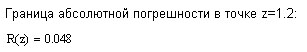 Граница абсолютной погрешности в точке z=1.2:
R(z) = 0.048